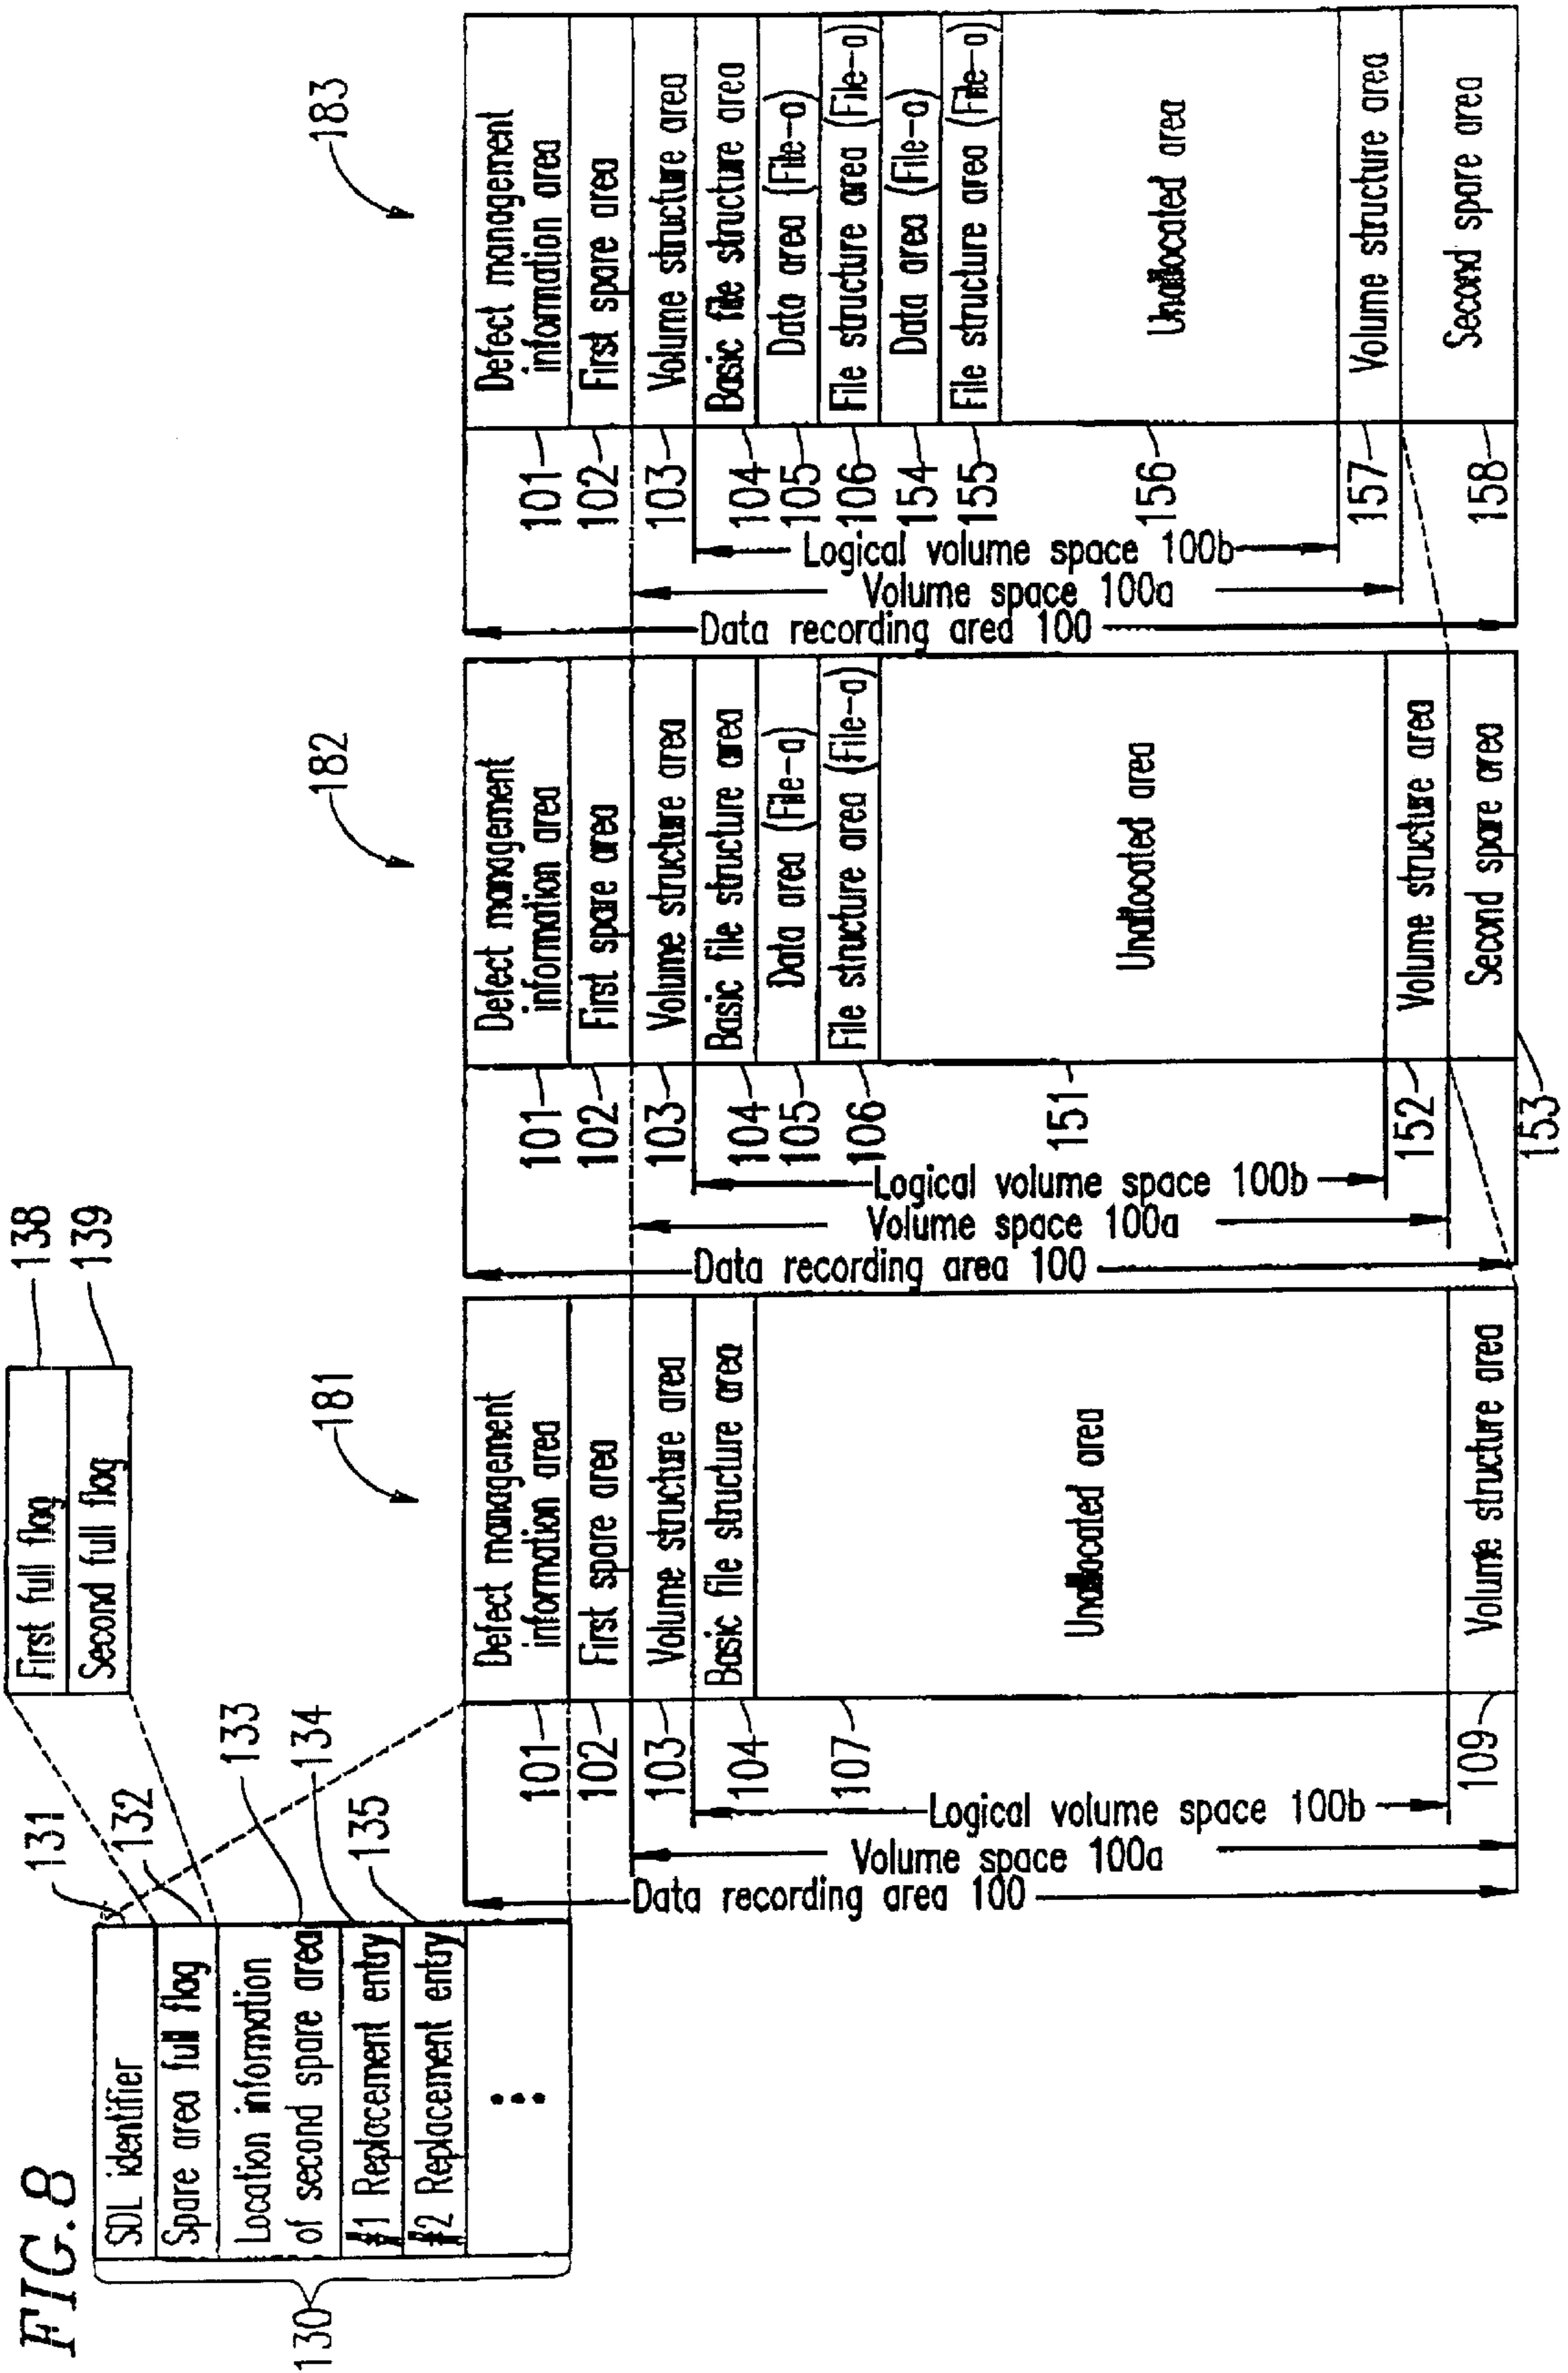 FIG.8
130
SDL identifier
Spare area full flag
Location information
of second spare area
#1 Replacement entry
#2 Replacement entry
131
132
133
134
135
First full flag
Second full flag
138
139
181
Defect management
information area
First spare area
Volume structure area
Basic file structure area
Unallocated area
Volume structure area
101
102
103
104
107
109
Logical volume space 100b
Volume space 100a
Data recording area 100
182
Defect management
information area
First spare area
Volume structure area
Basic file structure area
Data area (File-a)
File structure area (File-a)
Unallocated area
Volume structure area
Second spare area
101
102
103
104
105
106
151
152
153
Logical volume space 100b
Volume space 100a
Data recording area 100
183
Defect management
information area
First spare area
Volume structure area
Basic file structure area
Data area (File-a)
File structure area (File-a)
Data area (File-a)
File structure area (File-a)
Unallocated area
Volume structure area
Second spare area
101
102
103
104
105
106
154
155
156
157
158
Logical volume space 100b
Volume space 100a
Data recording area 100